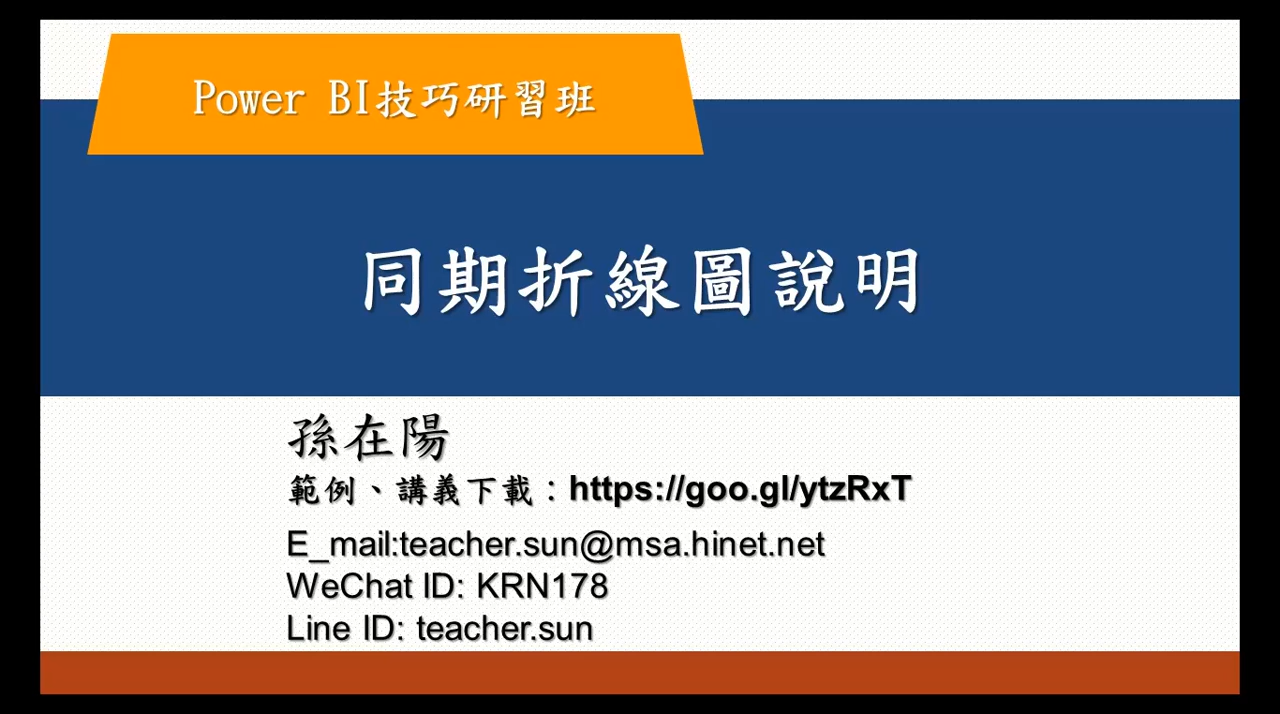 Power BI技巧研習班
同期折線圖說明
孫在陽
範例、講義下載：https://goo.gl/ytzRxT
E_mail:teacher.sun@msa.hinet.net
WeChat ID: KRN178
Line ID: teacher.sun